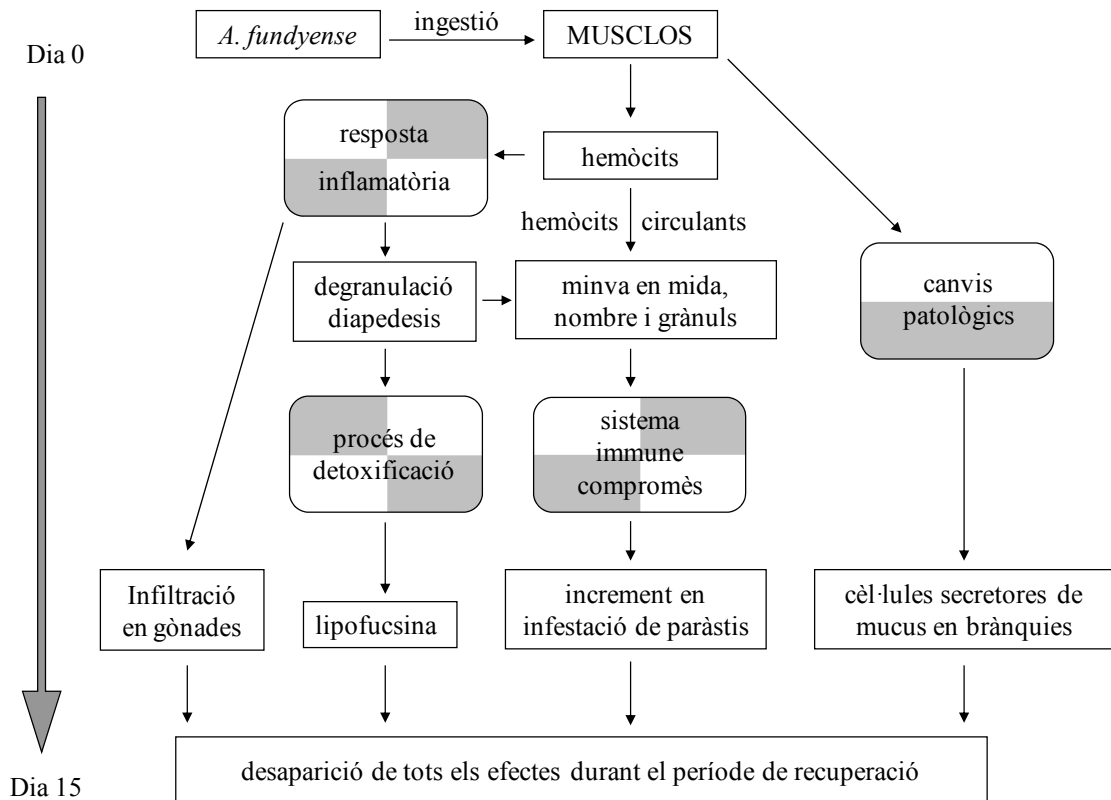 A. fundyense
ingestió
MUSCLOS
Dia 0
resposta
inflamatòria
hemòcits
hemòcits circulants
degranulació
diapedesis
minva en mida,
nombre i grànuls
canvis
patològics
procés de
detoxificació
sistema
immune
compromès
Infiltració
en gònades
lipofucsina
increment en
infestació de paràstis
cèl·lules secretores de
mucus en brànquies
desaparició de tots els efectes durant el període de recuperació
Dia 15